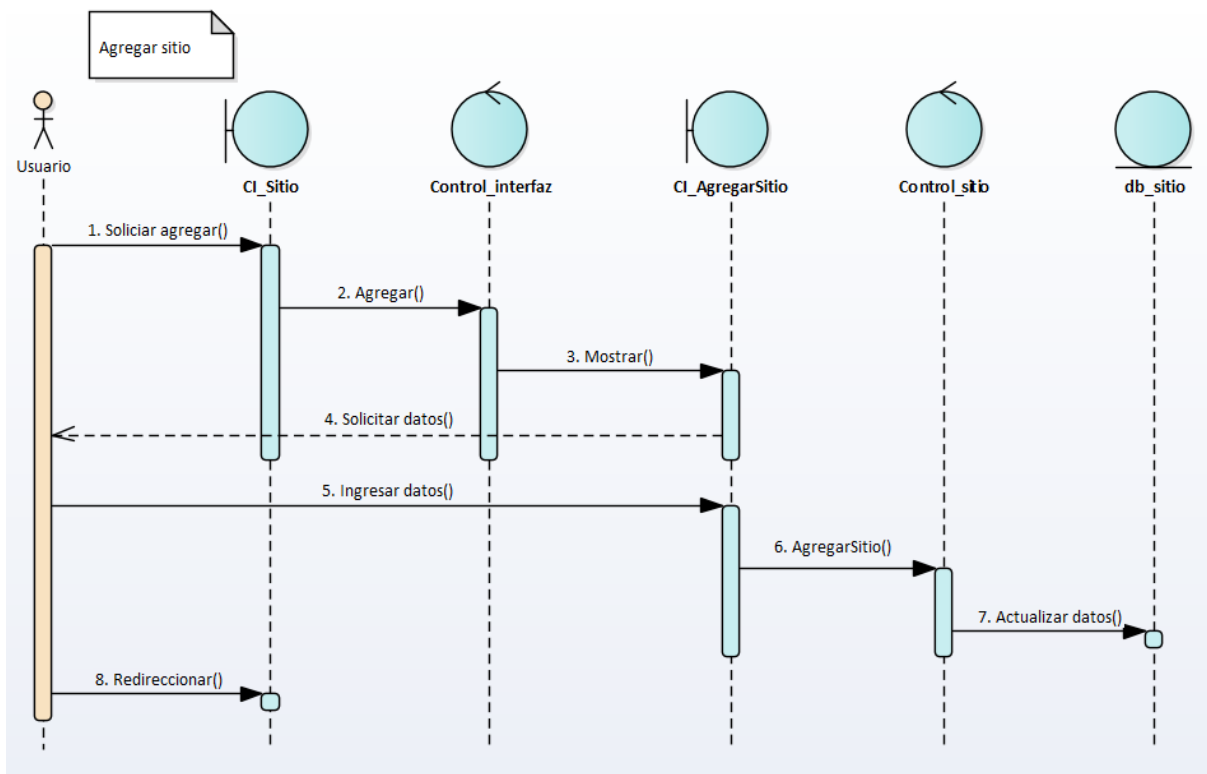 Agregar sitio
Usuario
CI_Sitio
Control_interfaz
CI_AgregarSitio
Control_sitio
db_sitio
1. Soliciar agregar()
2. Agregar()
3. Mostrar()
4. Solicitar datos()
5. Ingresar datos()
6. AgregarSitio()
7. Actualizar datos()
8. Redireccionar()